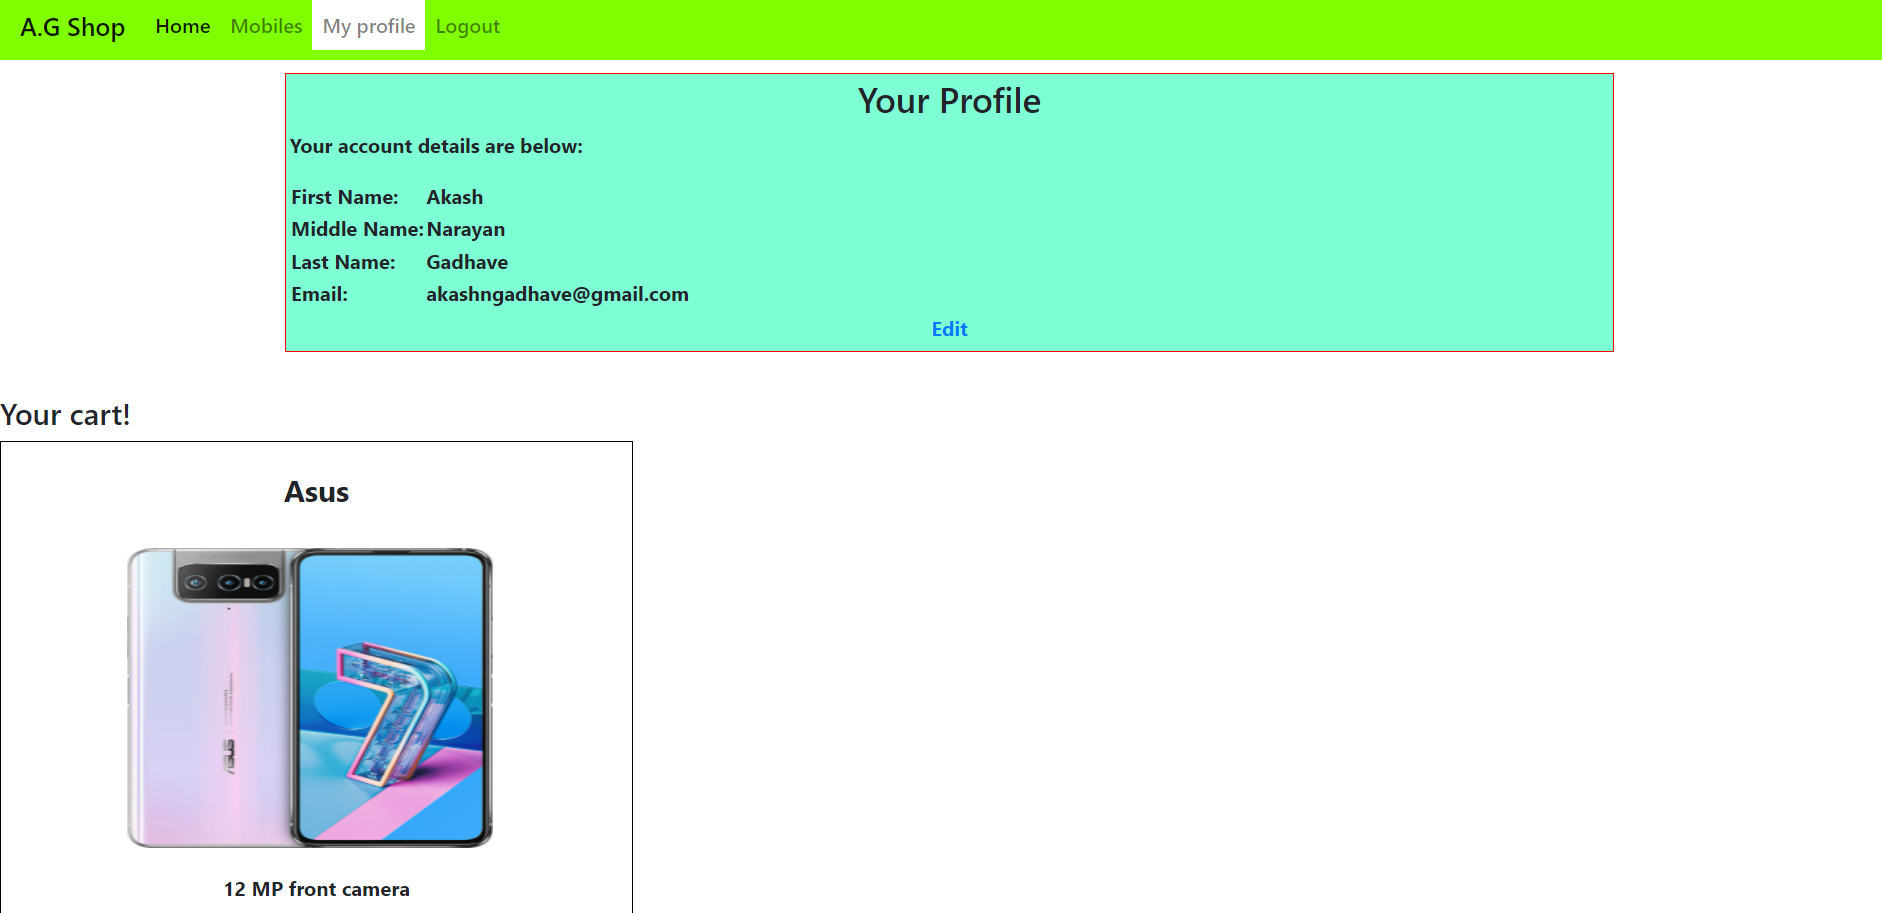 A.G Shop Home Mobiles My profile Logout
Your Profile
Your account details are below:
First Name: Akash
Middle Name: Narayan
Last Name: Gadhave
Email: akashngadhave@gmail.com
Edit
Your cart!
Asus
ASUS
12 MP front camera